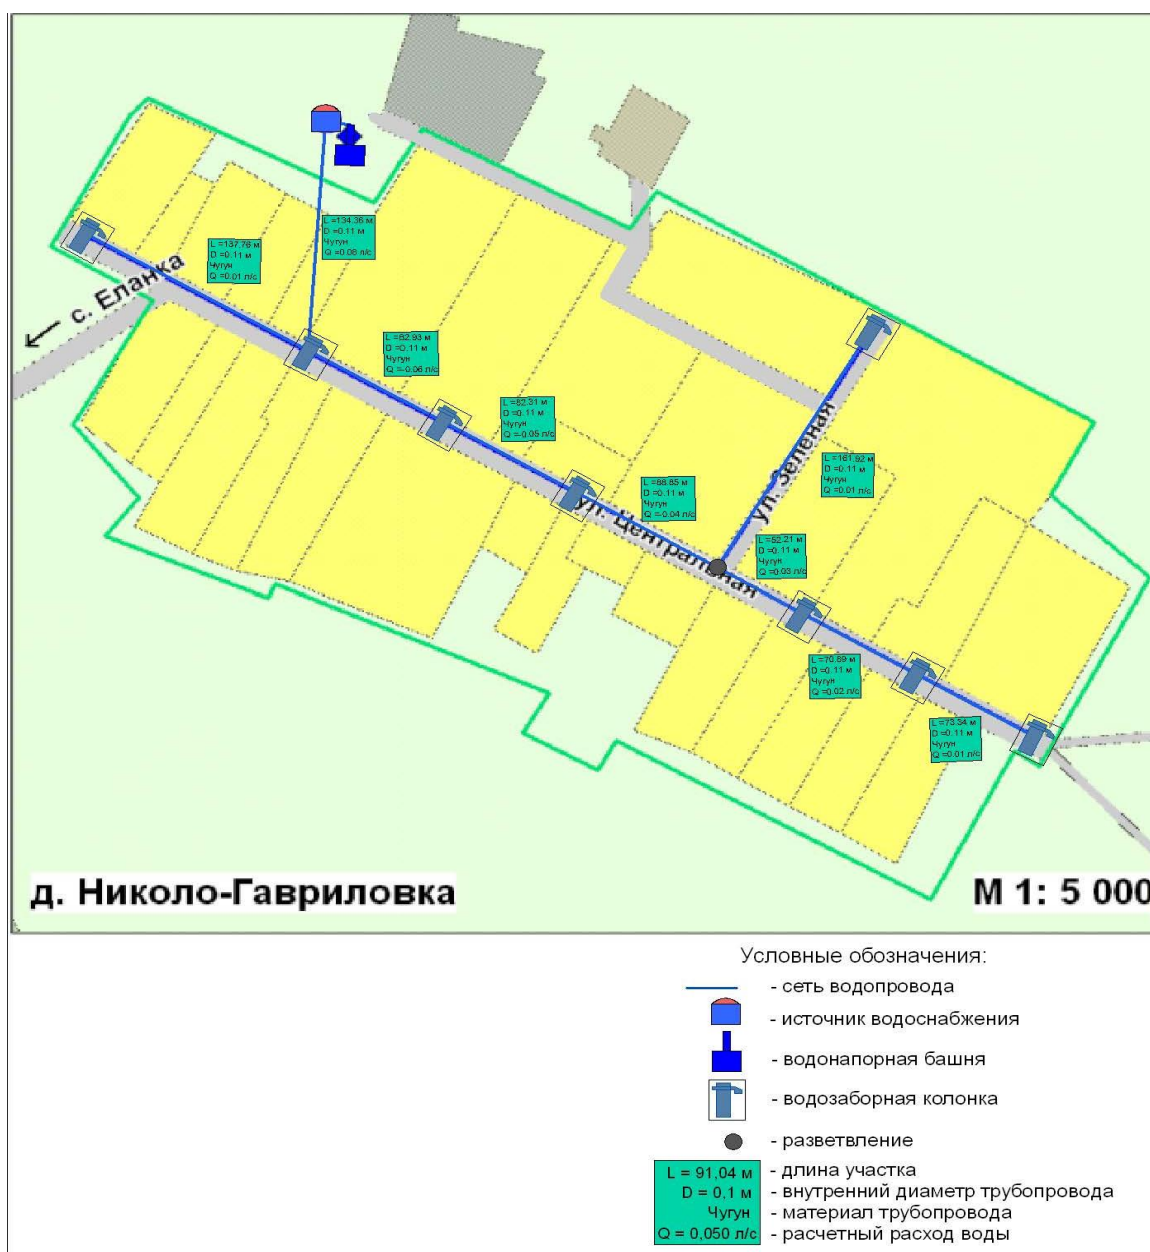 L =134.36 м
D =0.11 м
Чугун
Q =0.08 л/с
L =137.76 м
D =0.11 м
Чугун
Q =0.01 л/с
с. Еланка
L =82.93 м
D =0.11 м
Чугун
Q =-0.06 л/с
L =82.31 м
D =0.11 м
Чугун
Q =-0.05 л/с
ул. Зеленая
L =161.92 м
D =0.11 м
Чугун
Q =0.01 л/с
L =88.85 м
D =0.11 м
Чугун
Q =-0.04 л/с
ул. Центральная
L =52.21 м
D =0.11 м
Чугун
Q =0.03 л/с
L =70.89 м
D =0.11 м
Чугун
Q =0.02 л/с
L =73.34 м
D =0.11 м
Чугун
Q =0.01 л/с
д. Николо-Гавриловка
М 1: 5 000
Условные обозначения:
- сеть водопровода
- источник водоснабжения
- водонапорная башня
- водозаборная колонка
- разветвление
L = 91,04 м - длина участка
D = 0,1 м - внутренний диаметр трубопровода
Чугун - материал трубопровода
Q = 0,050 л/с - расчетный расход воды